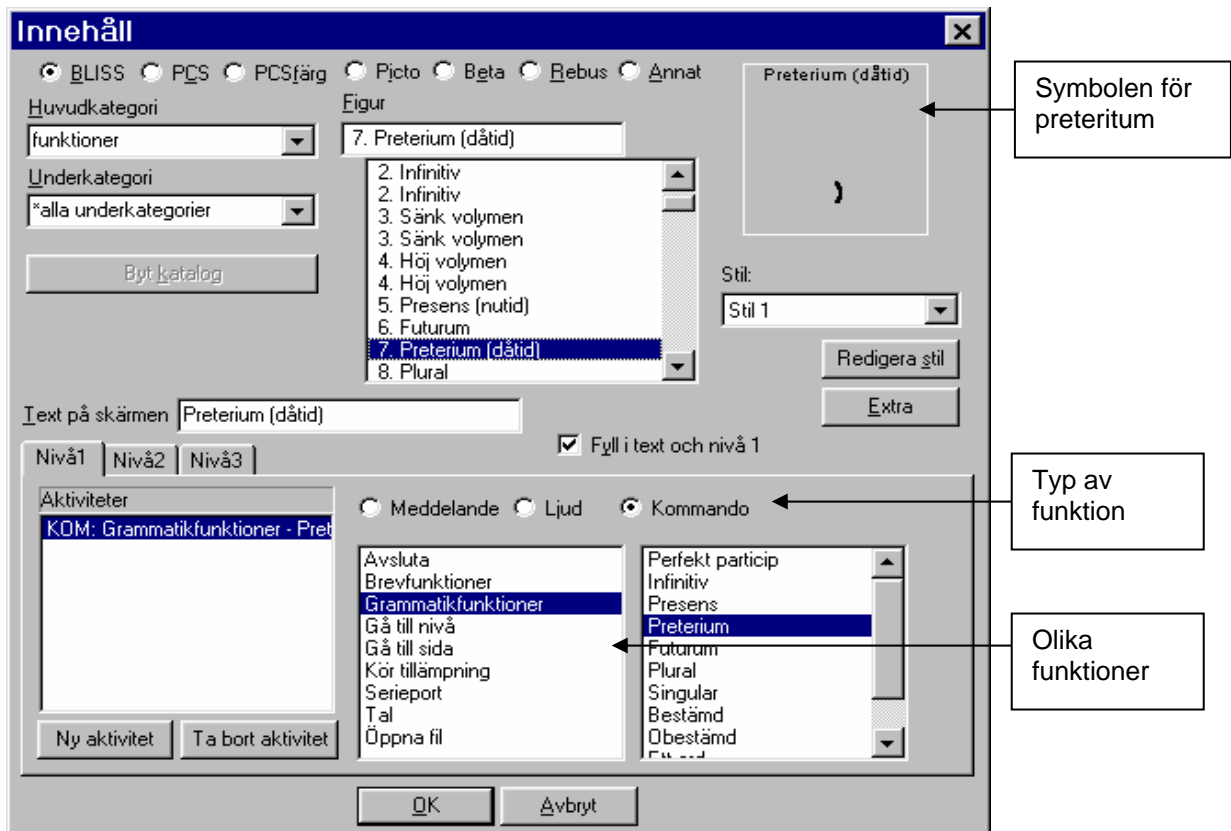 Innehåll
BLISS PCS PCSfärg Picto Beta Rebus Annat
Preterium (dåtid)
Symbolen för
preteritum
Huvudkategori
funktioner
Underkategori
*alla underkategorier
Byt katalog
Figur
7. Preterium (dåtid)
2. Infinitiv
2. Infinitiv
3. Sänk volymen
3. Sänk volymen
4. Höj volymen
4. Höj volymen
5. Presens (nutid)
6. Futurum
7. Preterium (dåtid)
8. Plural
Stil:
Stil 1
Redigera stil
Extra
Text på skärmen Preterium (dåtid)
Fyll i text och nivå 1
Nivå1 Nivå2 Nivå3
Aktiviteter
KOM: Grammatikfunktioner - Pret
Ny aktivitet Ta bort aktivitet
Meddelande Ljud Kommando
Typ av
funktion
Avsluta
Brevfunktioner
Grammatikfunktioner
Gå till nivå
Gå till sida
Kör tillämpning
Serieport
Tal
Öppna fil
Perfekt particip
Infinitiv
Presens
Preterium
Futurum
Plural
Singular
Bestämd
Obestämd
Olika
funktioner
OK Avbryt